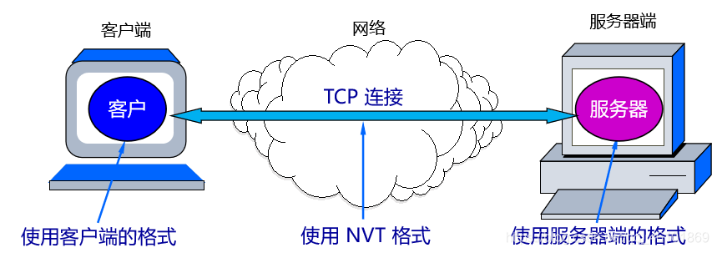 客户端
网络
服务器端
TCP 连接
客户
服务器
使用客户端的格式
使用 NVT 格式
使用服务器端的格式